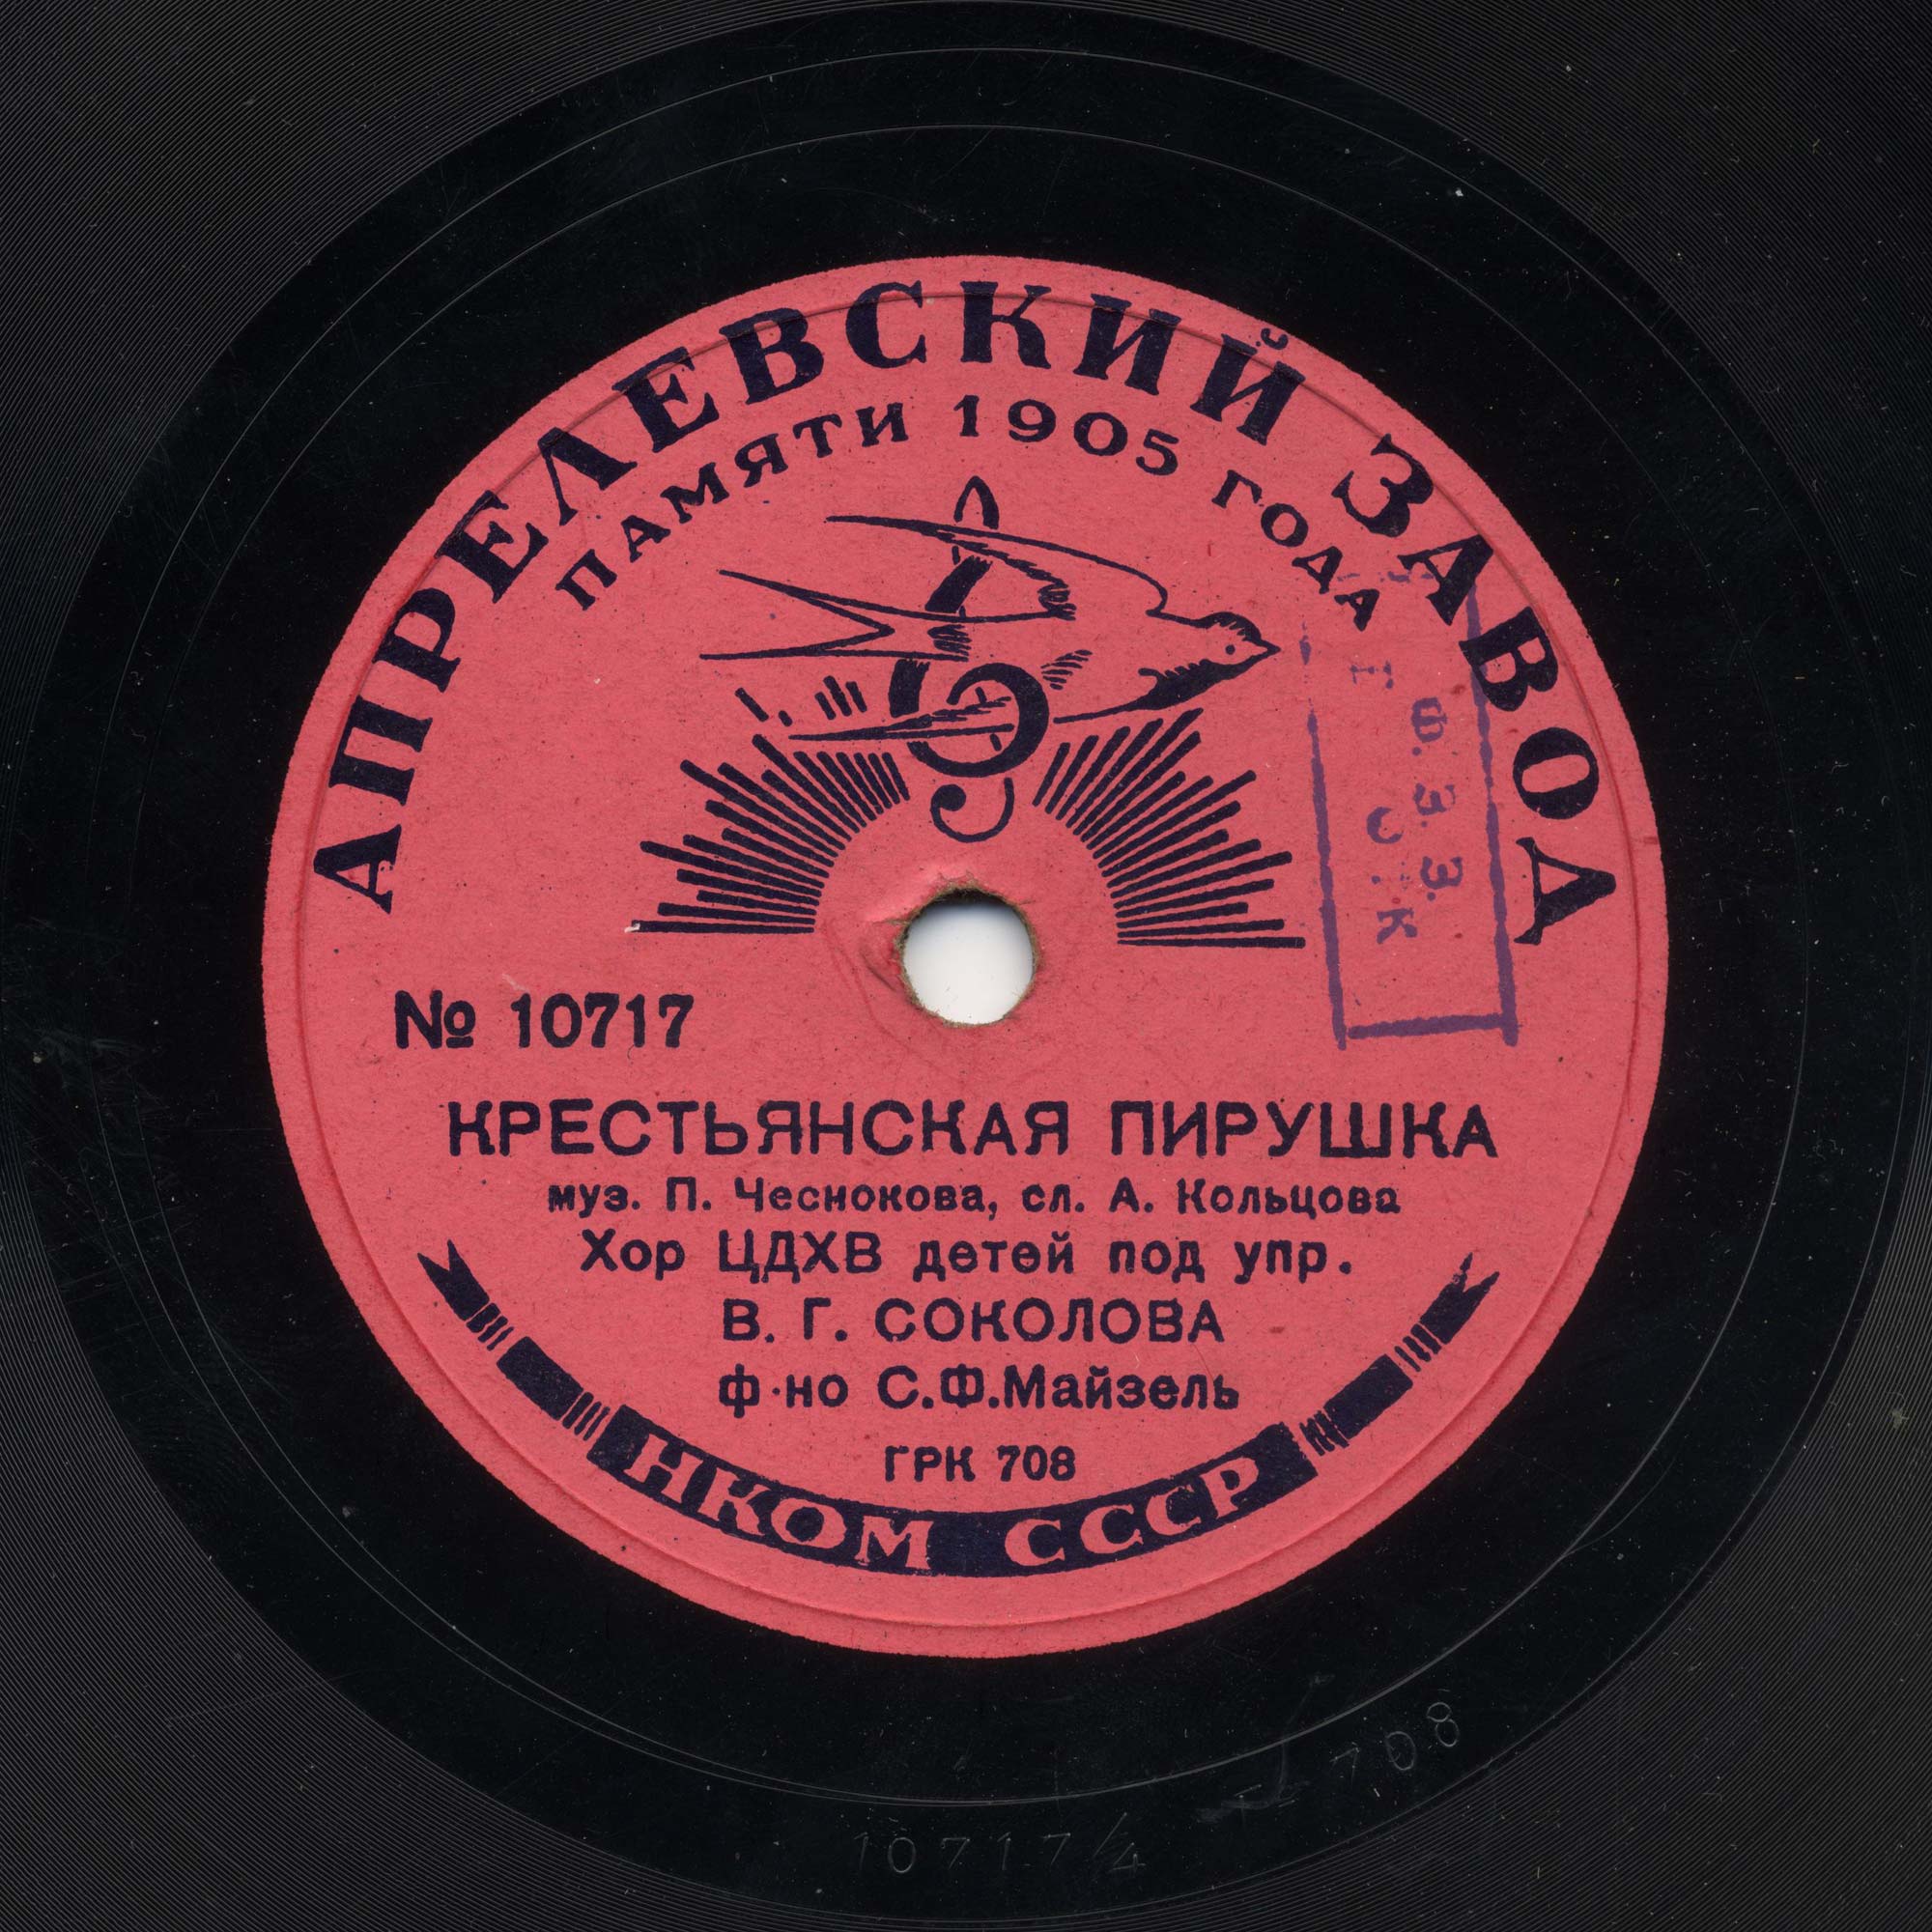 АПРЕЛЕВСКИЙ ЗАВОД
ПАМЯТИ 1905 ГОДА
Г. Ф. З. З.
С. К
№ 10717
КРЕСТЬЯНСКАЯ ПИРУШКА
муз. П. Чеснокова, сл. А. Кольцова
Хор ЦДХВ детей под упр.
В. Г. СОКОЛОВА
ф-но С.Ф.Майзель
ГРК 708
НКОМ СССР
708
10717/4